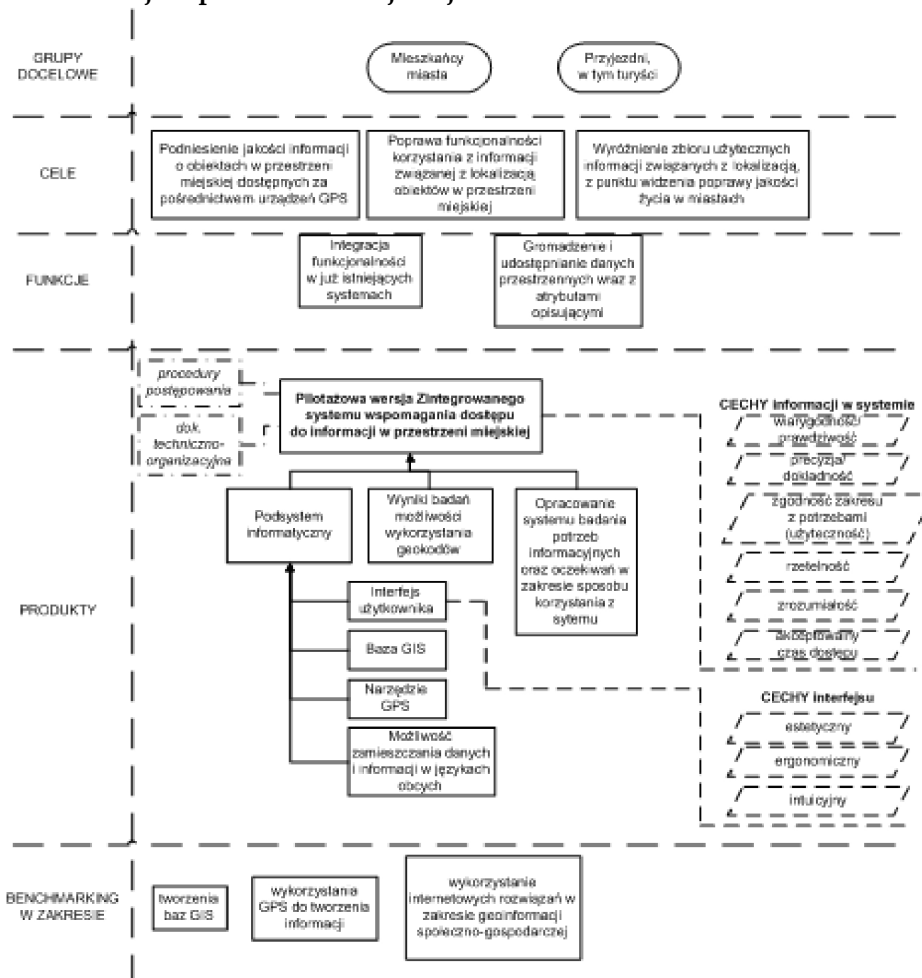 GRUPY
DOCELOWE
Mieszkańcy
miasta
Przyjezdni,
w tym turyści
CELE
Podniesienie jakości informacji
o obiektach w przestrzeni
miejskiej dostępnych za
pośrednictwem urządzeń GPS
Poprawa funkcjonalności
korzystania z informacji
związanej z lokalizacją
obiektów w przestrzeni
miejskiej
Wyróżnienie zbioru użytecznych
informacji związanych z lokalizacją,
z punktu widzenia poprawy jakości
życia w miastach
FUNKCJE
Integracja
funkcjonalności
w już istniejących
systemach
Gromadzenie i
udostępnianie danych
przestrzennych wraz z
atrybutami
opisującymi
PRODUKTY
procedury
postępowania
dok.
techniczno-
organizacyjna
Pilotażowa wersja Zintegrowanego
systemu wspomagania dostępu
do informacji w przestrzeni miejskiej
Podsystem
informatyczny
Wyniki badań
możliwości
wykorzystania
geokodów
Opracowanie
systemu badania
potrzeb
informacyjnych
oraz oczekiwań w
zakresie sposobu
korzystania z
sytemu
Interfejs
użytkownika
Baza GIS
Narzędzie
GPS
Możliwość
zamieszczania danych
i informacji w językach
obcych
CECHY informacji w systemie
wiarygodność/
prawdziwość
precyzja/
dokładność
zgodność zakresu
z potrzebami
(użyteczność)
rzetelność
zrozumiałość
akceptowalny
czas dostępu
CECHY interfejsu
estetyczny
ergonomiczny
intuicyjny
BENCHMARKING
W ZAKRESIE
tworzenia
baz GIS
wykorzystania
GPS do tworzenia
informacji
wykorzystanie
internetowych rozwiązań w
zakresie geoinformacji
społeczno-gospodarczej